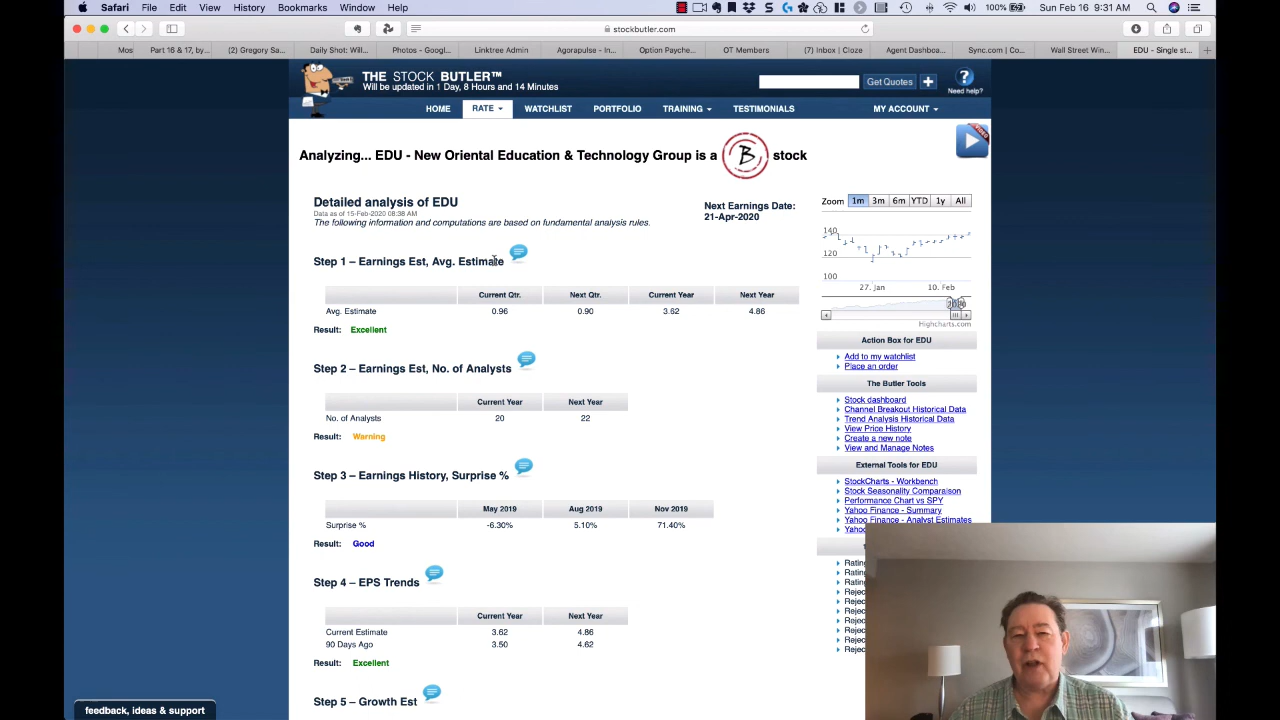 Safari File Edit View History Bookmarks Window Help 100% Sun Feb 16 9:31 AM
stockbutler.com
Mos Part 16 & 17, by... (2) Gregory Sa... Daily Shot: Will... Photos - Googl... Linktree Admin Agorapulse - In... Option Payche... OT Members (7) Inbox | Cloze Agent Dashboa... Sync.com | Co... Wall Street Win... EDU - Single st...
THE STOCK BUTLER™
Will be updated in 1 Day, 8 Hours and 14 Minutes
Get Quotes
Need help?
HOME RATE WATCHLIST PORTFOLIO TRAINING TESTIMONIALS MY ACCOUNT
Analyzing... EDU - New Oriental Education & Technology Group is a B stock
VIDEO
Detailed analysis of EDU
Data as of 15-Feb-2020 08:38 AM
The following information and computations are based on fundamental analysis rules.
Next Earnings Date:
21-Apr-2020
Step 1 – Earnings Est, Avg. Estimate
Current Qtr. Next Qtr. Current Year Next Year
Avg. Estimate 0.96 0.90 3.62 4.86
Result: Excellent
Step 2 – Earnings Est, No. of Analysts
Current Year Next Year
No. of Analysts 20 22
Result: Warning
Step 3 – Earnings History, Surprise %
May 2019 Aug 2019 Nov 2019
Surprise % -6.30% 5.10% 71.40%
Result: Good
Step 4 – EPS Trends
Current Year Next Year
Current Estimate 3.62 4.86
90 Days Ago 3.50 4.62
Result: Excellent
Step 5 – Growth Est
Zoom 1m 3m 6m YTD 1y All
140
120
100
27. Jan 10. Feb
Highcharts.com
Action Box for EDU
Add to my watchlist
Place an order
The Butler Tools
Stock dashboard
Channel Breakout Historical Data
Trend Analysis Historical Data
View Price History
Create a new note
View and Manage Notes
External Tools for EDU
StockCharts - Workbench
Stock Seasonality Comparaison
Performance Chart vs SPY
Yahoo Finance - Summary
Yahoo Finance - Analyst Estimates
Yahoo
Rating
Rating
Rating
Rejec
Rejec
Rejec
Rejec
Rejec
Rejec
Rejec
feedback, ideas & support